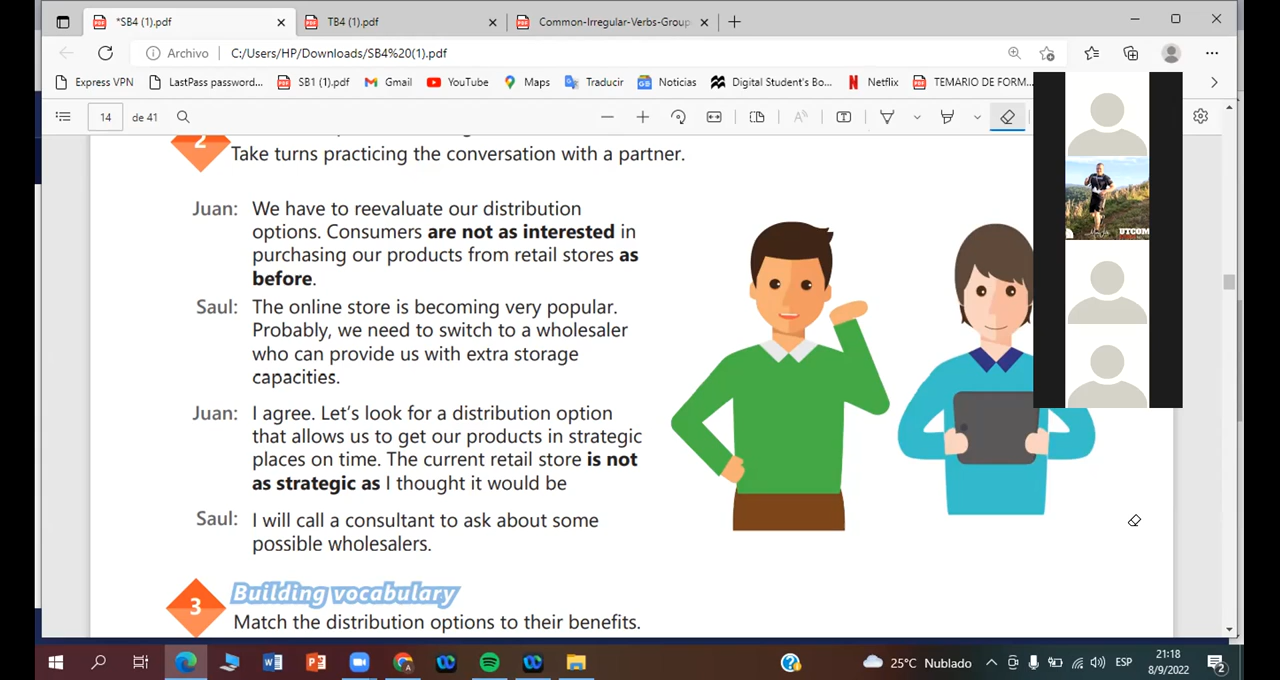 *SB4 (1).pdf
TB4 (1).pdf
Common-Irregular-Verbs-Group
Archivo
C:/Users/HP/Downloads/SB4%20(1).pdf
Express VPN
LastPass password...
SB1 (1).pdf
Gmail
YouTube
Maps
Traducir
Noticias
Digital Student's Bo...
Netflix
TEMARIO DE FORM...
14 de 41
2
Take turns practicing the conversation with a partner.
Juan: We have to reevaluate our distribution
options. Consumers are not as interested in
purchasing our products from retail stores as
before.
Saul: The online store is becoming very popular.
Probably, we need to switch to a wholesaler
who can provide us with extra storage
capacities.
Juan: I agree. Let's look for a distribution option
that allows us to get our products in strategic
places on time. The current retail store is not
as strategic as I thought it would be
Saul: I will call a consultant to ask about some
possible wholesalers.
3 Building vocabulary
Match the distribution options to their benefits.
25°C Nublado
ESP
21:18
8/9/2022
2